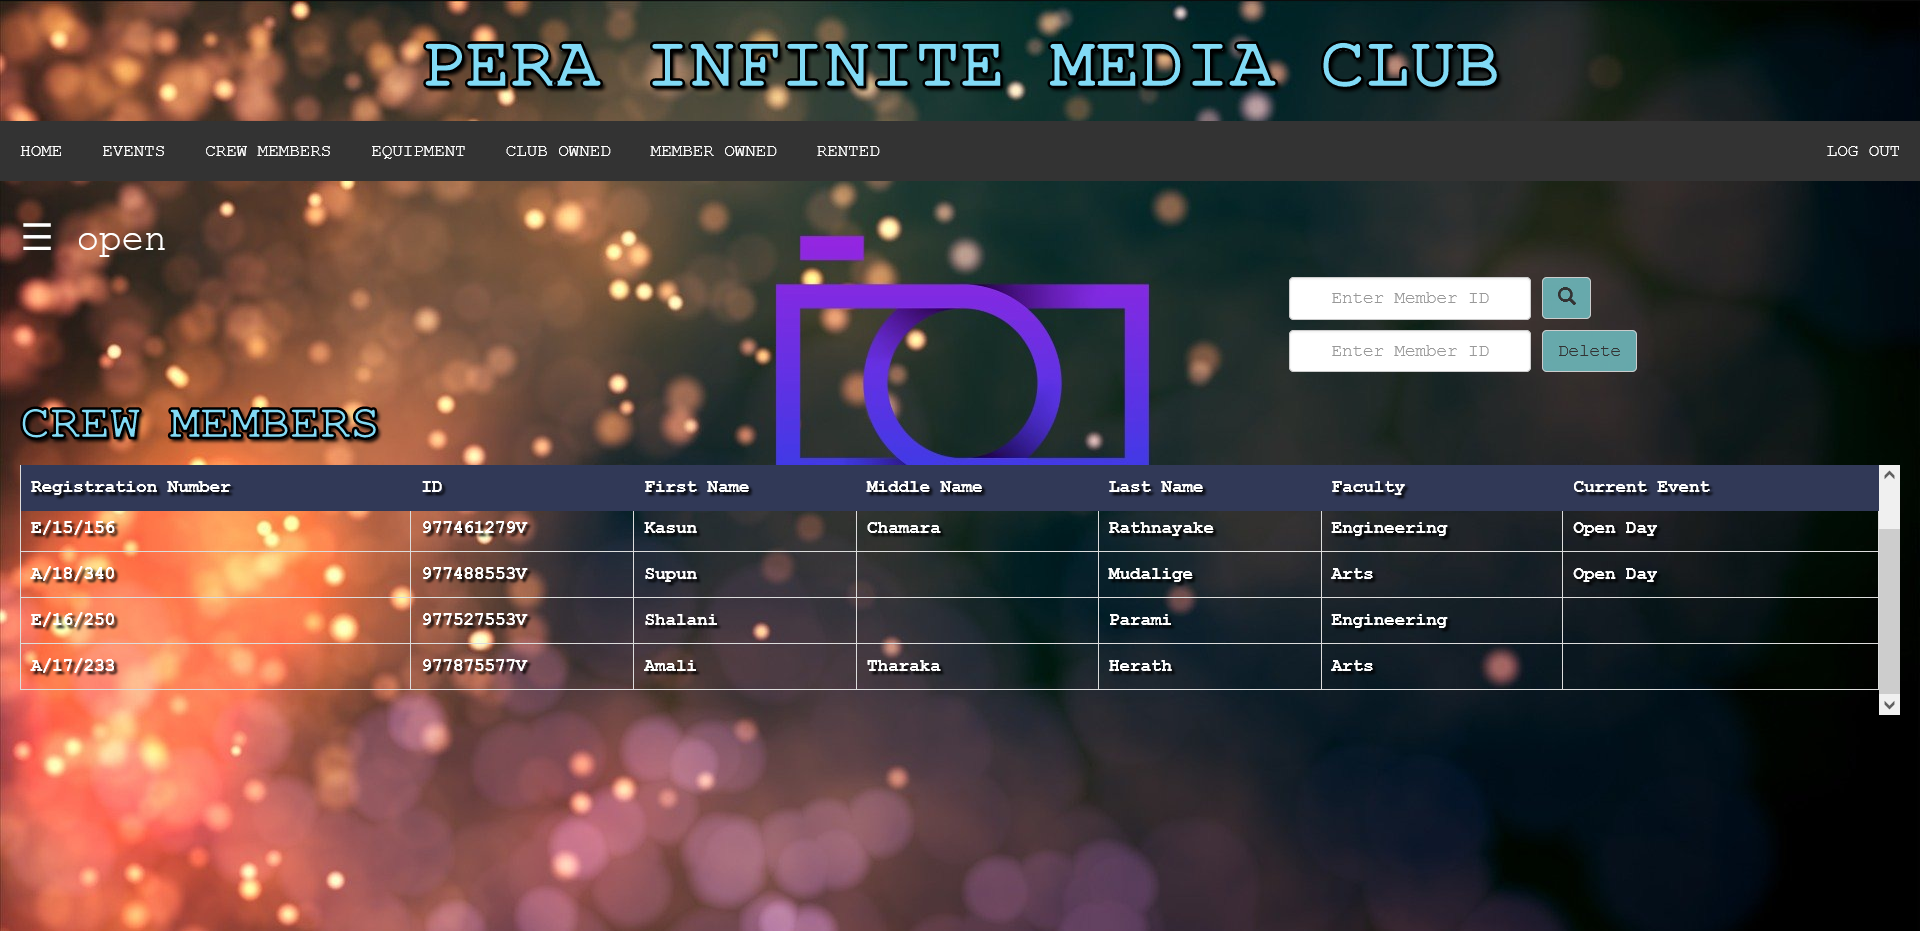 PERA INFINITE MEDIA CLUB
HOME EVENTS CREW MEMBERS EQUIPMENT CLUB OWNED MEMBER OWNED RENTED LOG OUT
☰ open
Enter Member ID
Enter Member ID Delete
CREW MEMBERS
Registration Number ID First Name Middle Name Last Name Faculty Current Event
E/15/156 977461279V Kasun Chamara Rathnayake Engineering Open Day
A/18/340 977488553V Supun Mudalige Arts Open Day
E/16/250 977527553V Shalani Parami Engineering
A/17/233 977875577V Amali Tharaka Herath Arts